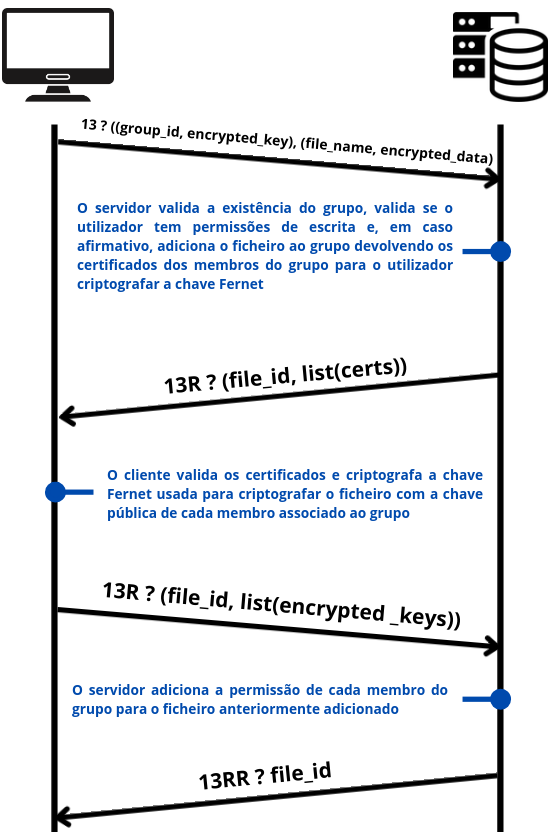 13 ? ((group_id, encrypted_key), (file_name, encrypted_data)
O servidor valida a existência do grupo, valida se o
utilizador tem permissões de escrita e, em caso
afirmativo, adiciona o ficheiro ao grupo devolvendo os
certificados dos membros do grupo para o utilizador
criptografar a chave Fernet
13R ? (file_id, list(certs))
O cliente valida os certificados e criptografa a chave
Fernet usada para criptografar o ficheiro com a chave
pública de cada membro associado ao grupo
13R ? (file_id, list(encrypted _keys))
O servidor adiciona a permissão de cada membro do
grupo para o ficheiro anteriormente adicionado
13RR ? file_id